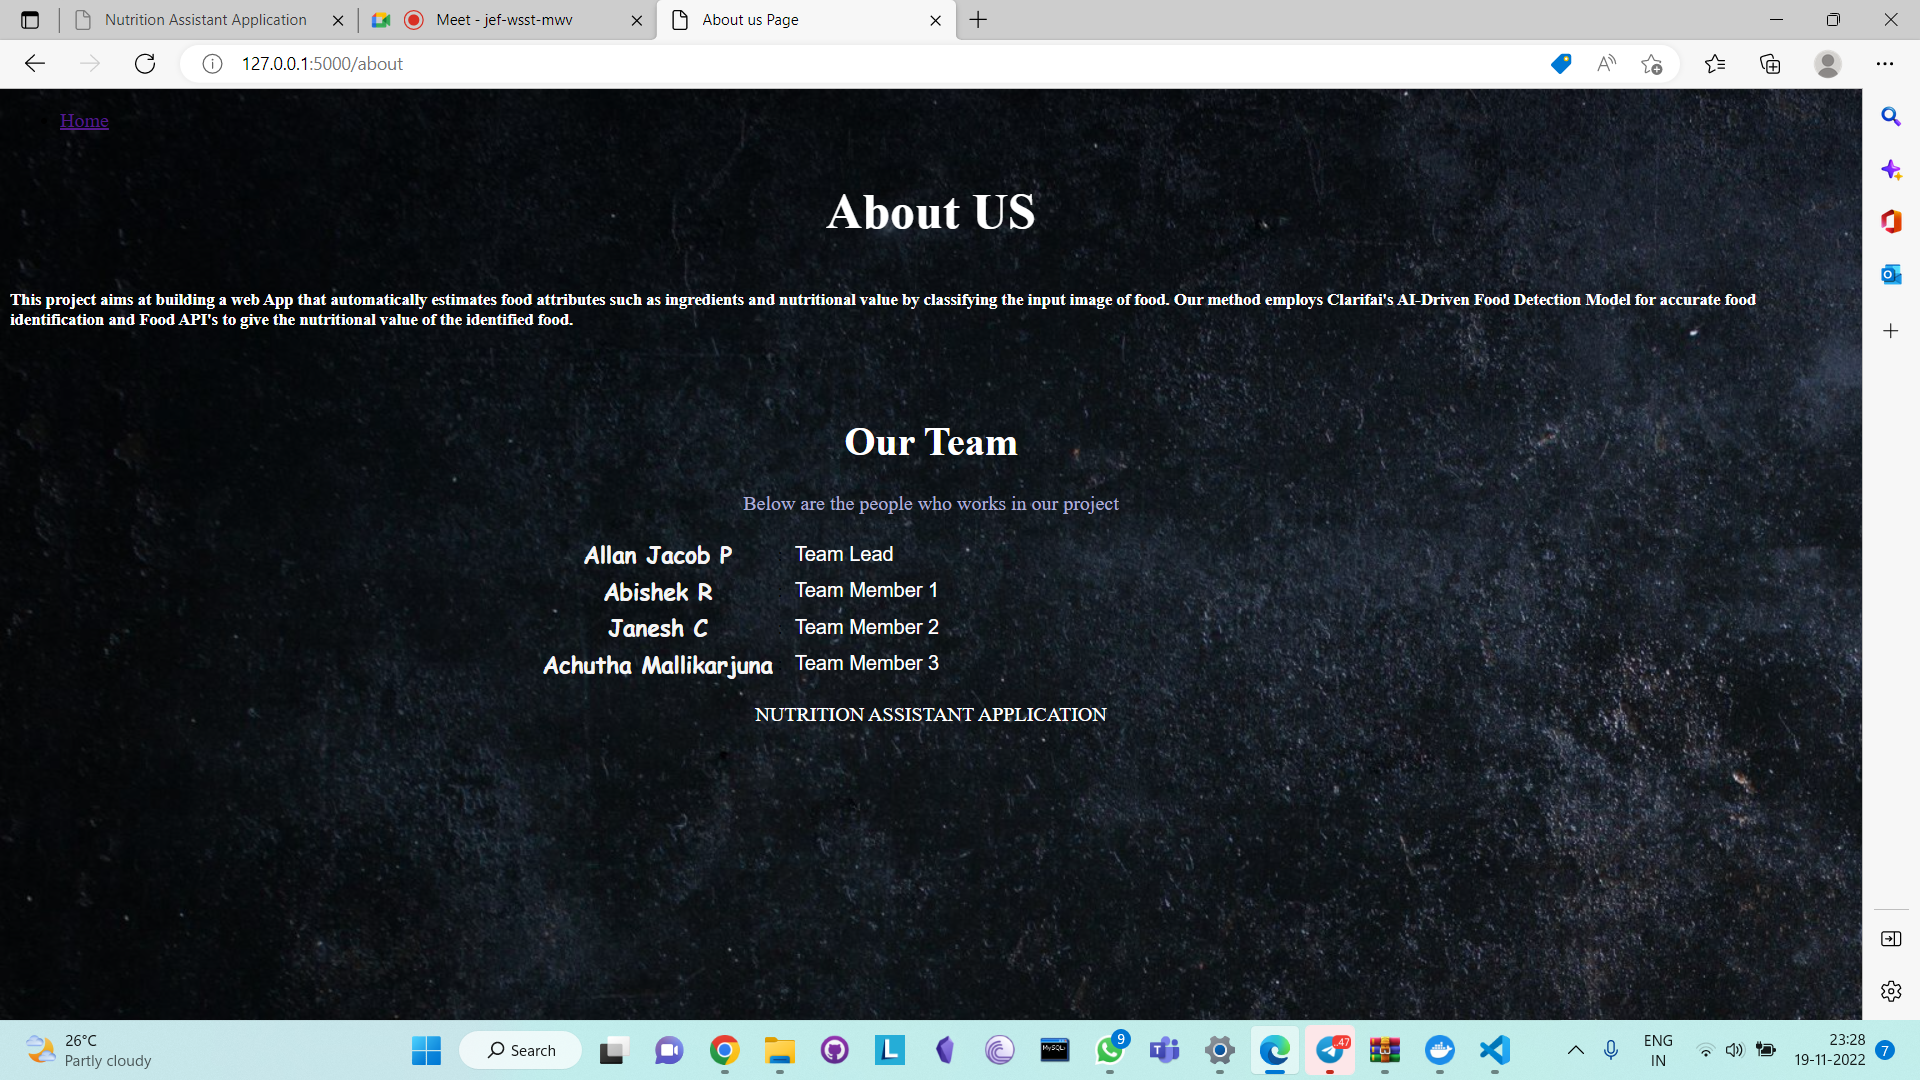 Nutrition Assistant Application
Meet - jef-wsst-mwv
About us Page
127.0.0.1:5000/about
Home
About US
This project aims at building a web App that automatically estimates food attributes such as ingredients and nutritional value by classifying the input image of food. Our method employs Clarifai's AI-Driven Food Detection Model for accurate food
identification and Food API's to give the nutritional value of the identified food.
Our Team
Below are the people who works in our project
Allan Jacob P Team Lead
Abishek R Team Member 1
Janesh C Team Member 2
Achutha Mallikarjuna Team Member 3
NUTRITION ASSISTANT APPLICATION
26°C
Partly cloudy
Search
L
MySQL
9
.47
ENG
IN
23:28
19-11-2022
7